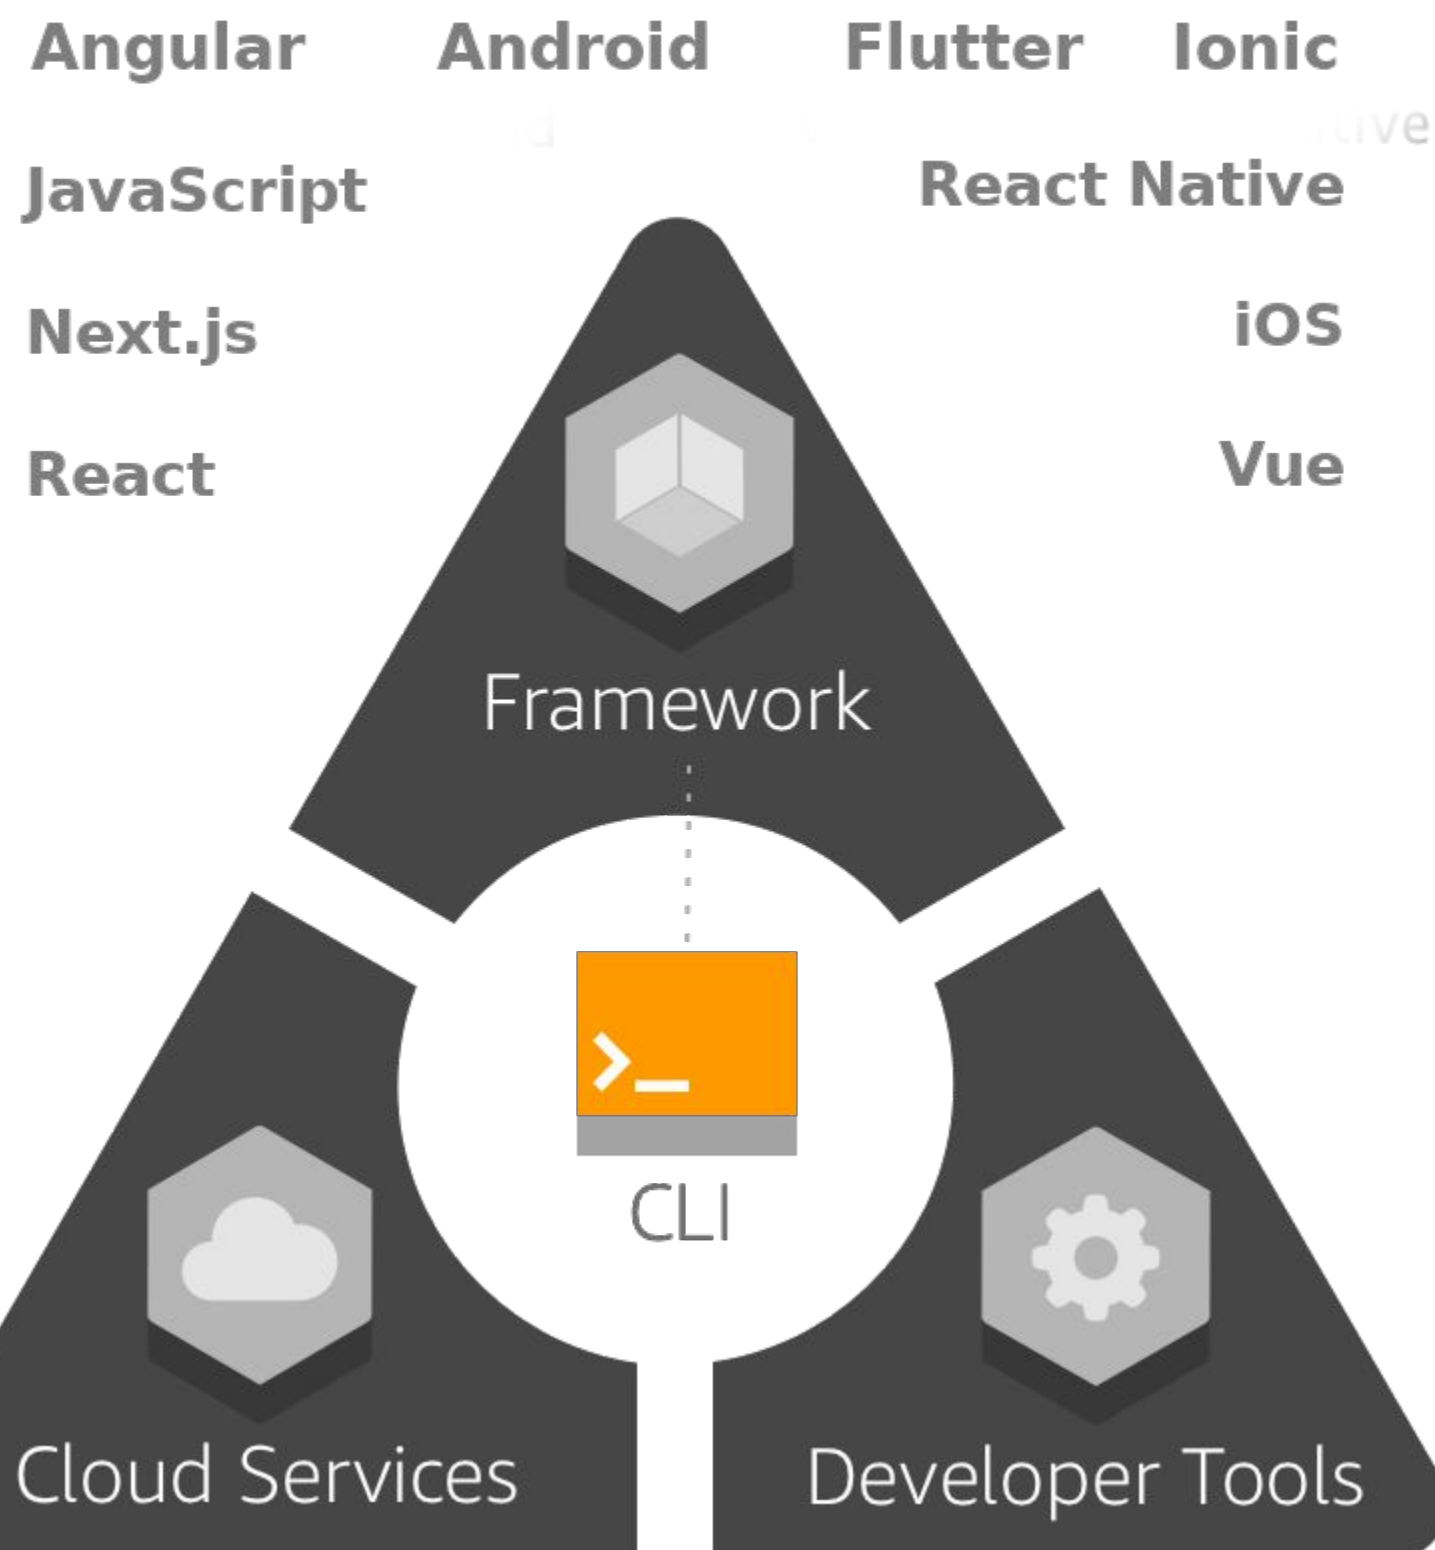 Angular Android Flutter Ionic
JavaScript React Native
Next.js iOS
React Vue
Framework
>_
CLI
Cloud Services Developer Tools